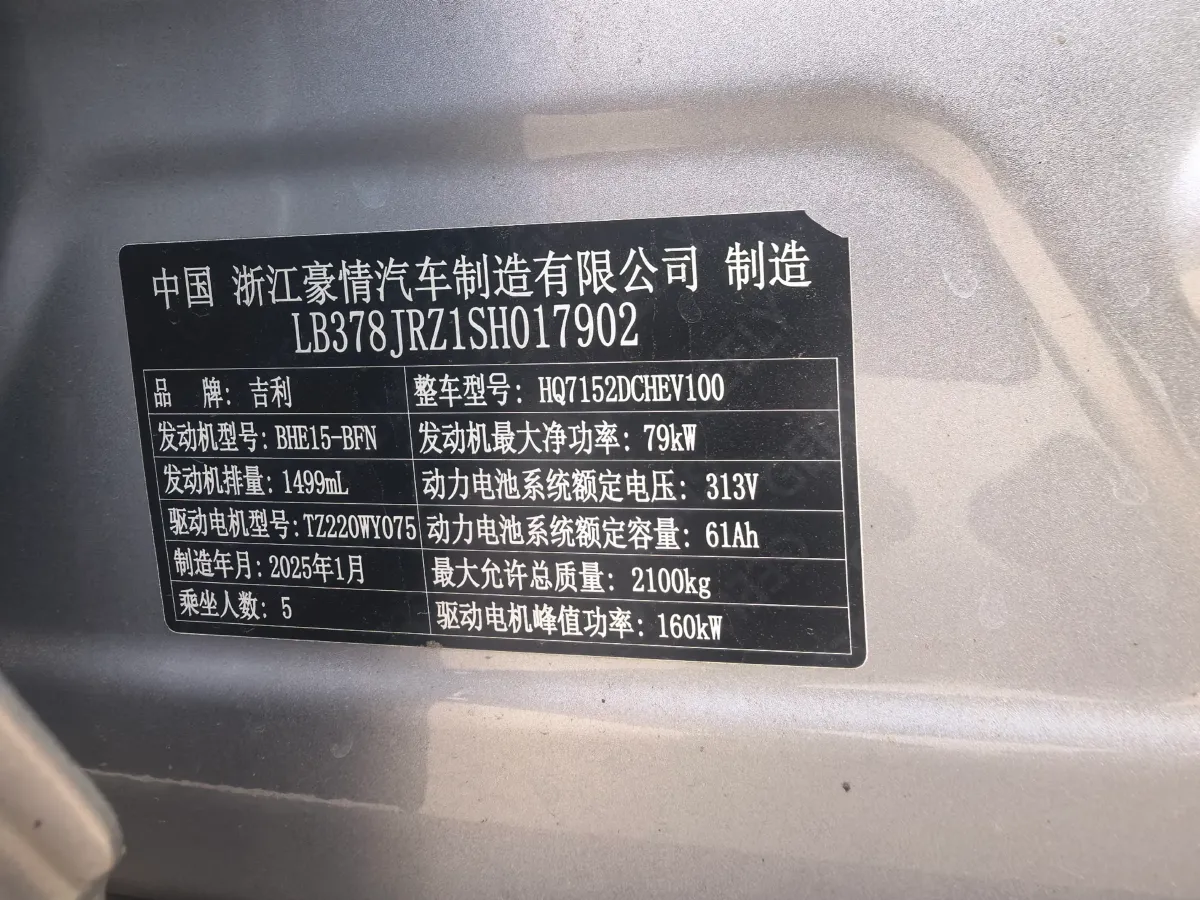 中国 浙江豪情汽车制造有限公司 制造
LB378JRZ1SH017902
品 牌: 吉利 整车型号: HQ7152DCHEV100
发动机型号: BHE15-BFN 发动机最大净功率: 79kW
发动机排量: 1499mL 动力电池系统额定电压: 313V
驱动电机型号: TZ220WY075 动力电池系统额定容量: 61Ah
制造年月: 2025年1月 最大允许总质量: 2100kg
乘坐人数: 5 驱动电机峰值功率: 160kW